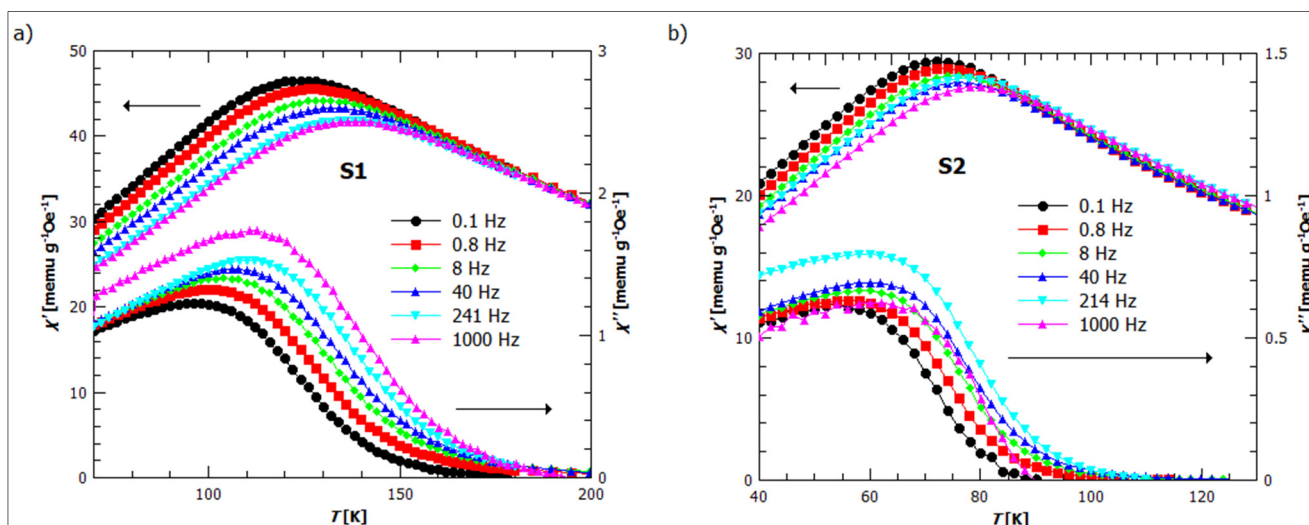 a)
50
40
30
20
10
0
χ' [memu g⁻¹Oe⁻¹]
3
2
1
0
χ'' [memu g⁻¹Oe⁻¹]
S1
0.1 Hz
0.8 Hz
8 Hz
40 Hz
241 Hz
1000 Hz
100 150 200
T [K]
b)
30
20
10
0
χ' [memu g⁻¹Oe⁻¹]
1.5
1
0.5
0
χ'' [memu g⁻¹Oe⁻¹]
S2
0.1 Hz
0.8 Hz
8 Hz
40 Hz
214 Hz
1000 Hz
40 60 80 100 120
T [K]